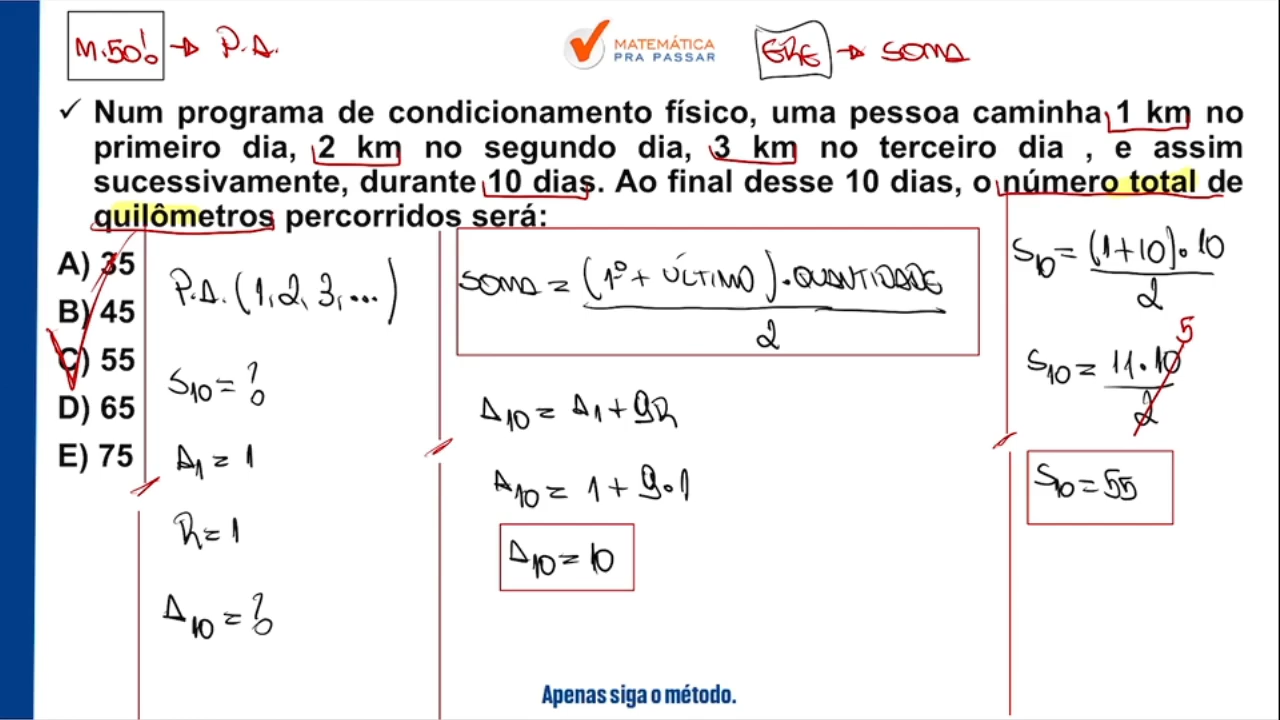 M.50! → P.A.
MATEMÁTICA
PRA PASSAR
→ SOMA
✓ Num programa de condicionamento físico, uma pessoa caminha 1 km no
primeiro dia, 2 km no segundo dia, 3 km no terceiro dia , e assim
sucessivamente, durante 10 dias. Ao final desse 10 dias, o número total de
quilômetros percorridos será:
A) 35
B) 45
C) 55
D) 65
E) 75
P.A. (1, 2, 3, ...)
S10 = ?
A1 = 1
R = 1
A10 = ?
SOMA = (1º + ÚLTIMO).QUANTIDADE
2
A10 = A1 + 9R
A10 = 1 + 9.1
A10 = 10
S10 = (1+10).10
2
S10 = 11.10
5
2
S10 = 55
Apenas siga o método.